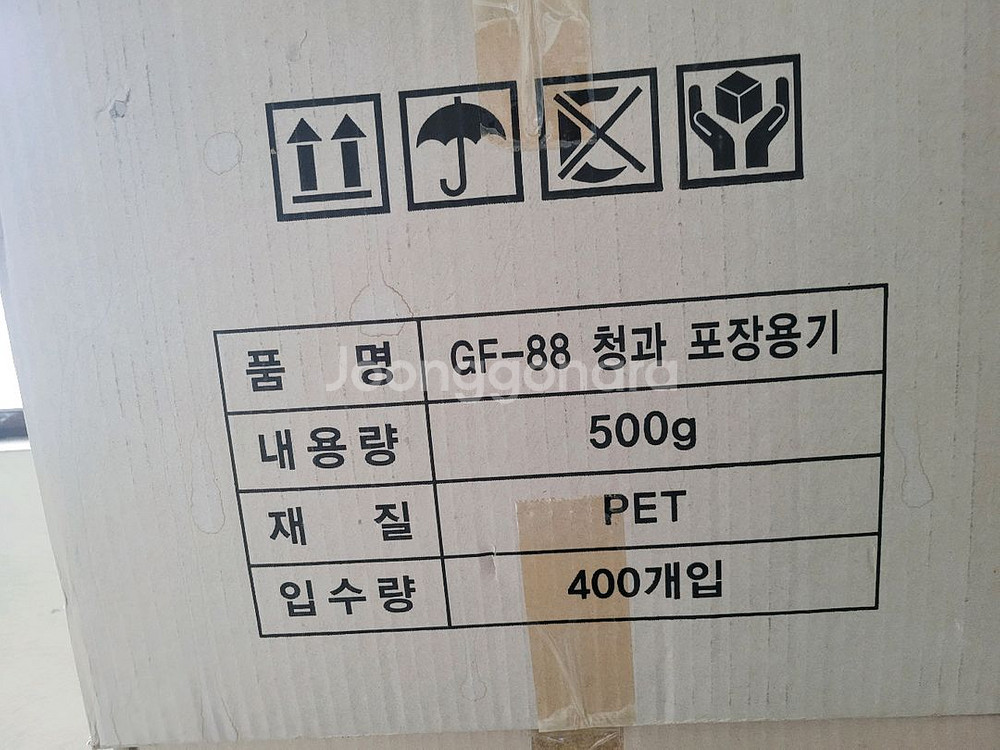 품 명 GF-88 청과 포장용기
내용량 500g
재 질 PET
입수량 400개입
Joonggonara